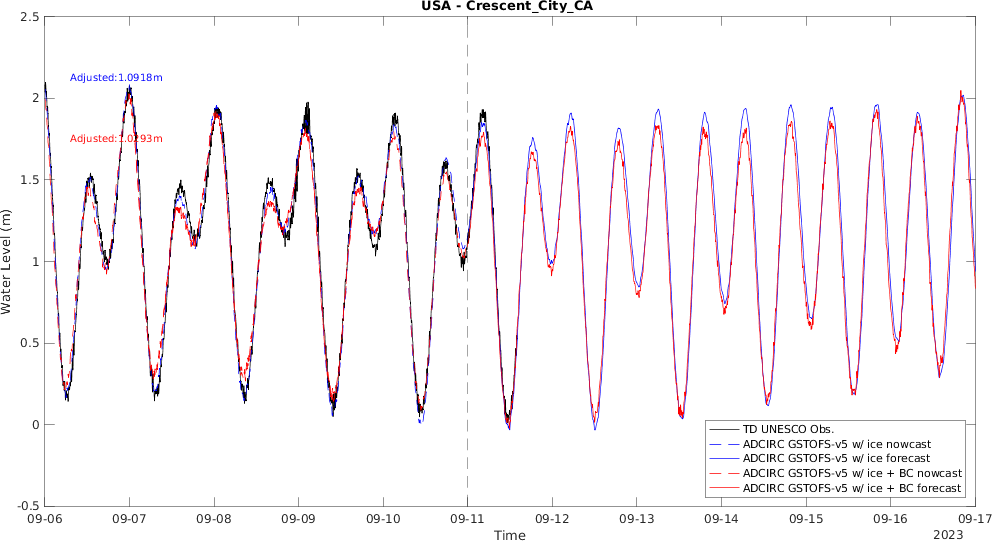 USA - Crescent_City_CA
2.5
2
1.5
1
0.5
0
-0.5
Water Level (m)
Adjusted:1.0918m
Adjusted:1.0793m
TD UNESCO Obs.
ADCIRC GSTOFS-v5 w/ ice nowcast
ADCIRC GSTOFS-v5 w/ ice forecast
ADCIRC GSTOFS-v5 w/ ice + BC nowcast
ADCIRC GSTOFS-v5 w/ ice + BC forecast
09-06 09-07 09-08 09-09 09-10 09-11 09-12 09-13 09-14 09-15 09-16 09-17
Time
2023